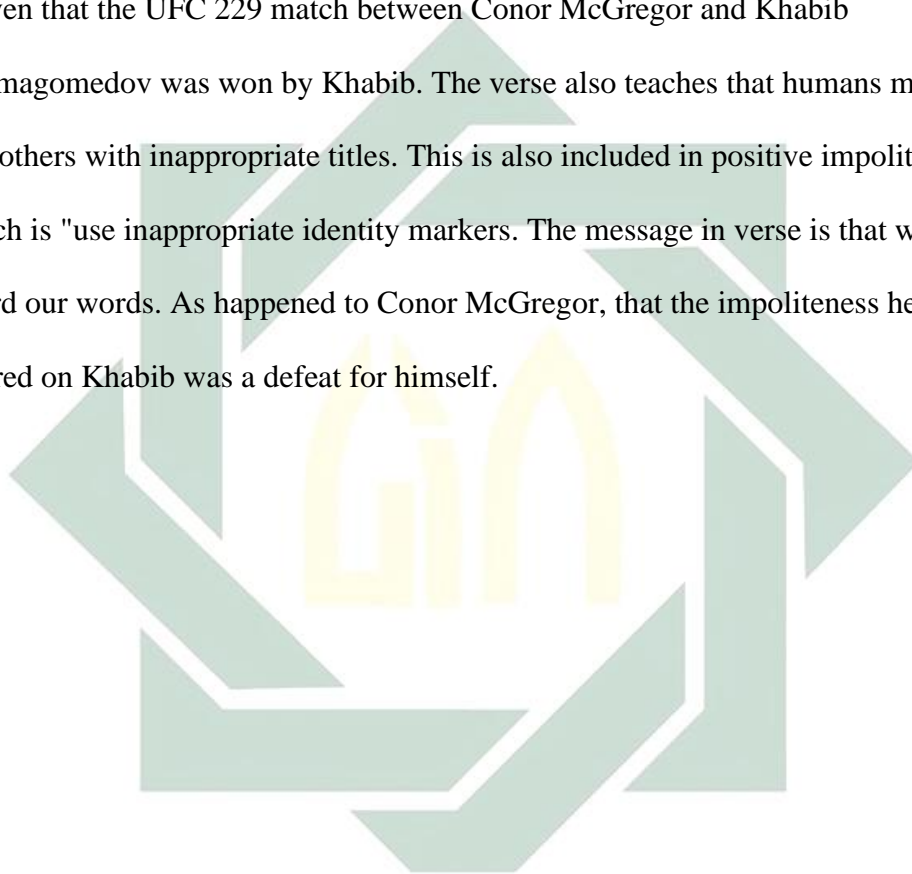 en that the UFC 229 match between Conor McGregor and Khabib
magomedov was won by Khabib. The verse also teaches that humans m
others with inappropriate titles. This is also included in positive impolit
ch is "use inappropriate identity markers. The message in verse is that w
rd our words. As happened to Conor McGregor, that the impoliteness he
red on Khabib was a defeat for himself.